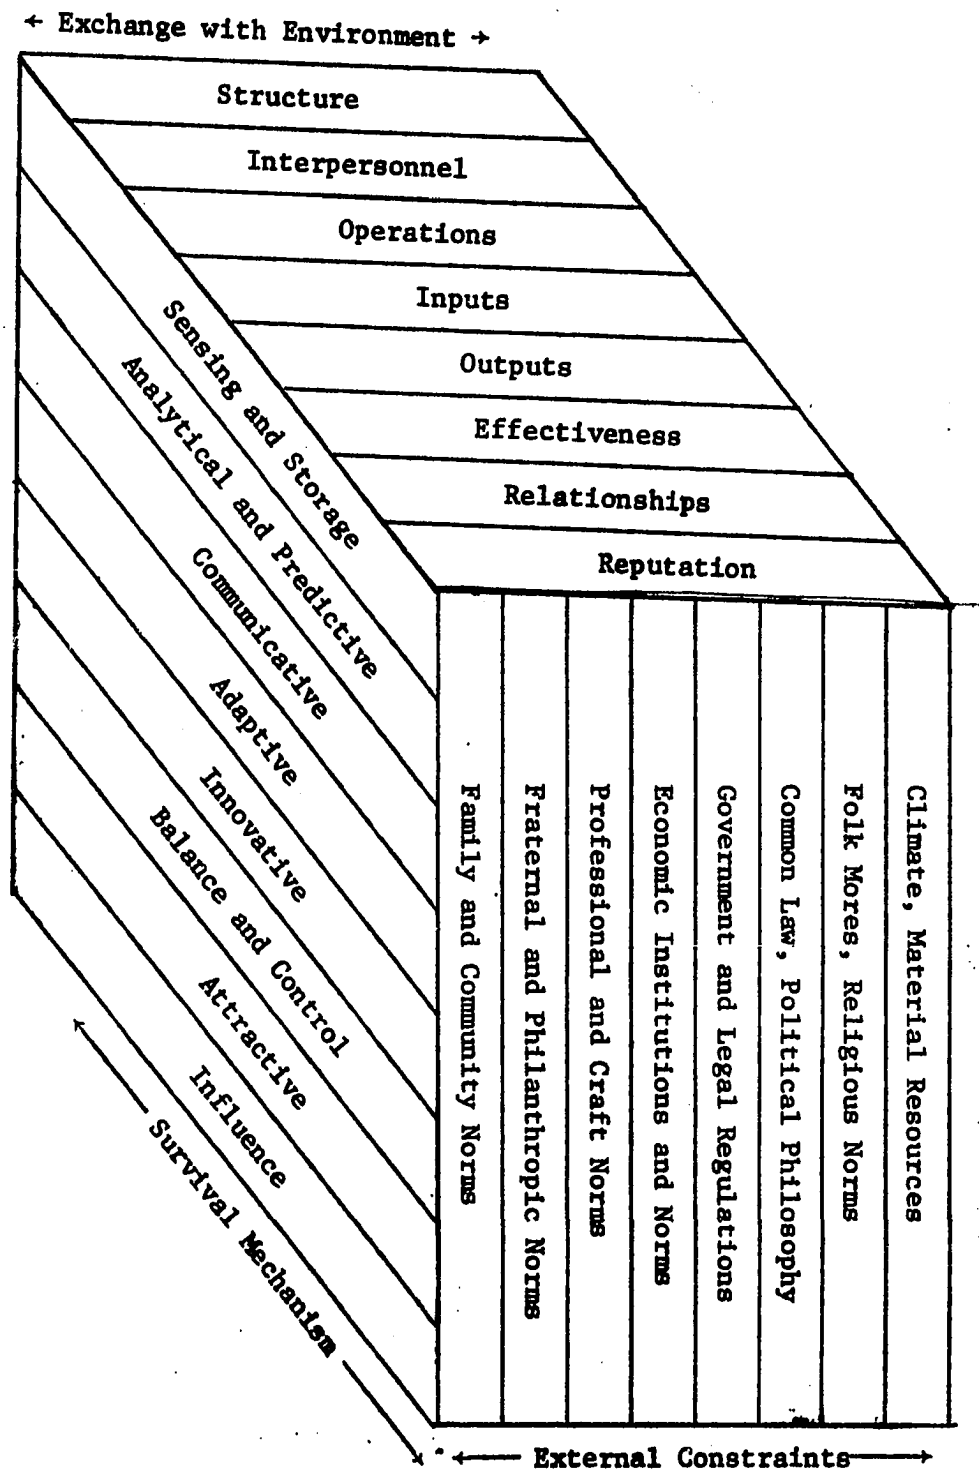 ← Exchange with Environment →
Structure
Interpersonnel
Operations
Inputs
Outputs
Effectiveness
Relationships
Reputation
Sensing and Storage
Analytical and Predictive
Communicative
Adaptive
Innovative
Balance and Control
Attractive
Influence
← Survival Mechanism →
Family and Community Norms
Fraternal and Philanthropic Norms
Professional and Craft Norms
Economic Institutions and Norms
Government and Legal Regulations
Common Law, Political Philosophy
Folk Mores, Religious Norms
Climate, Material Resources
← External Constraints →